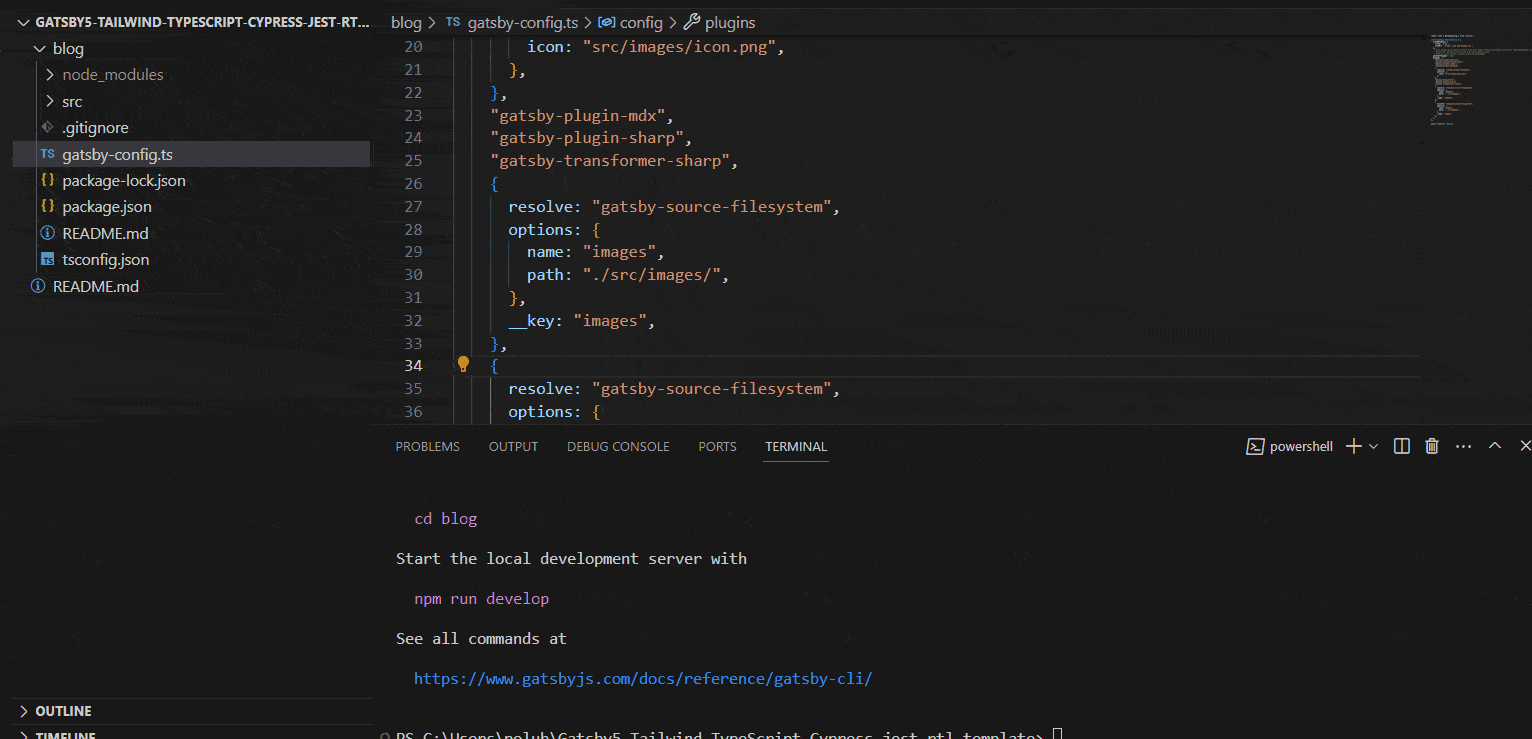 GATSBY5-TAILWIND-TYPESCRIPT-CYPRESS-JEST-RT...
blog
node_modules
src
.gitignore
TS gatsby-config.ts
{} package-lock.json
{} package.json
README.md
TS tsconfig.json
README.md
OUTLINE
TIMELINE
blog > TS gatsby-config.ts > config > plugins
20 icon: "src/images/icon.png",
21 },
22 },
23 "gatsby-plugin-mdx",
24 "gatsby-plugin-sharp",
25 "gatsby-transformer-sharp",
26 {
27 resolve: "gatsby-source-filesystem",
28 options: {
29 name: "images",
30 path: "./src/images/",
31 },
32 __key: "images",
33 },
34 {
35 resolve: "gatsby-source-filesystem",
36 options: {
PROBLEMS OUTPUT DEBUG CONSOLE PORTS TERMINAL powershell
cd blog
Start the local development server with
npm run develop
See all commands at
https://www.gatsbyjs.com/docs/reference/gatsby-cli/
PS C:\Users\poluh\Gatsby5-Tailwind-TypeScript-Cypress-jest-rtl-template>